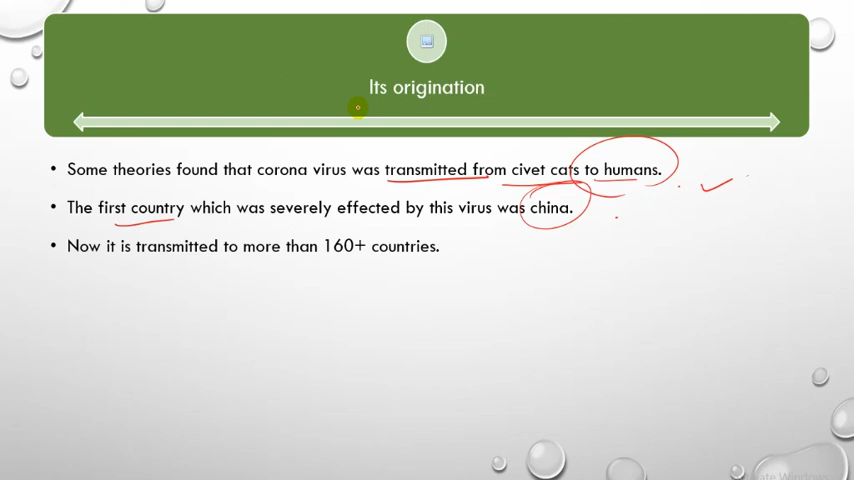 Its origination
• Some theories found that corona virus was transmitted from civet cats to humans.
• The first country which was severely effected by this virus was china.
• Now it is transmitted to more than 160+ countries.